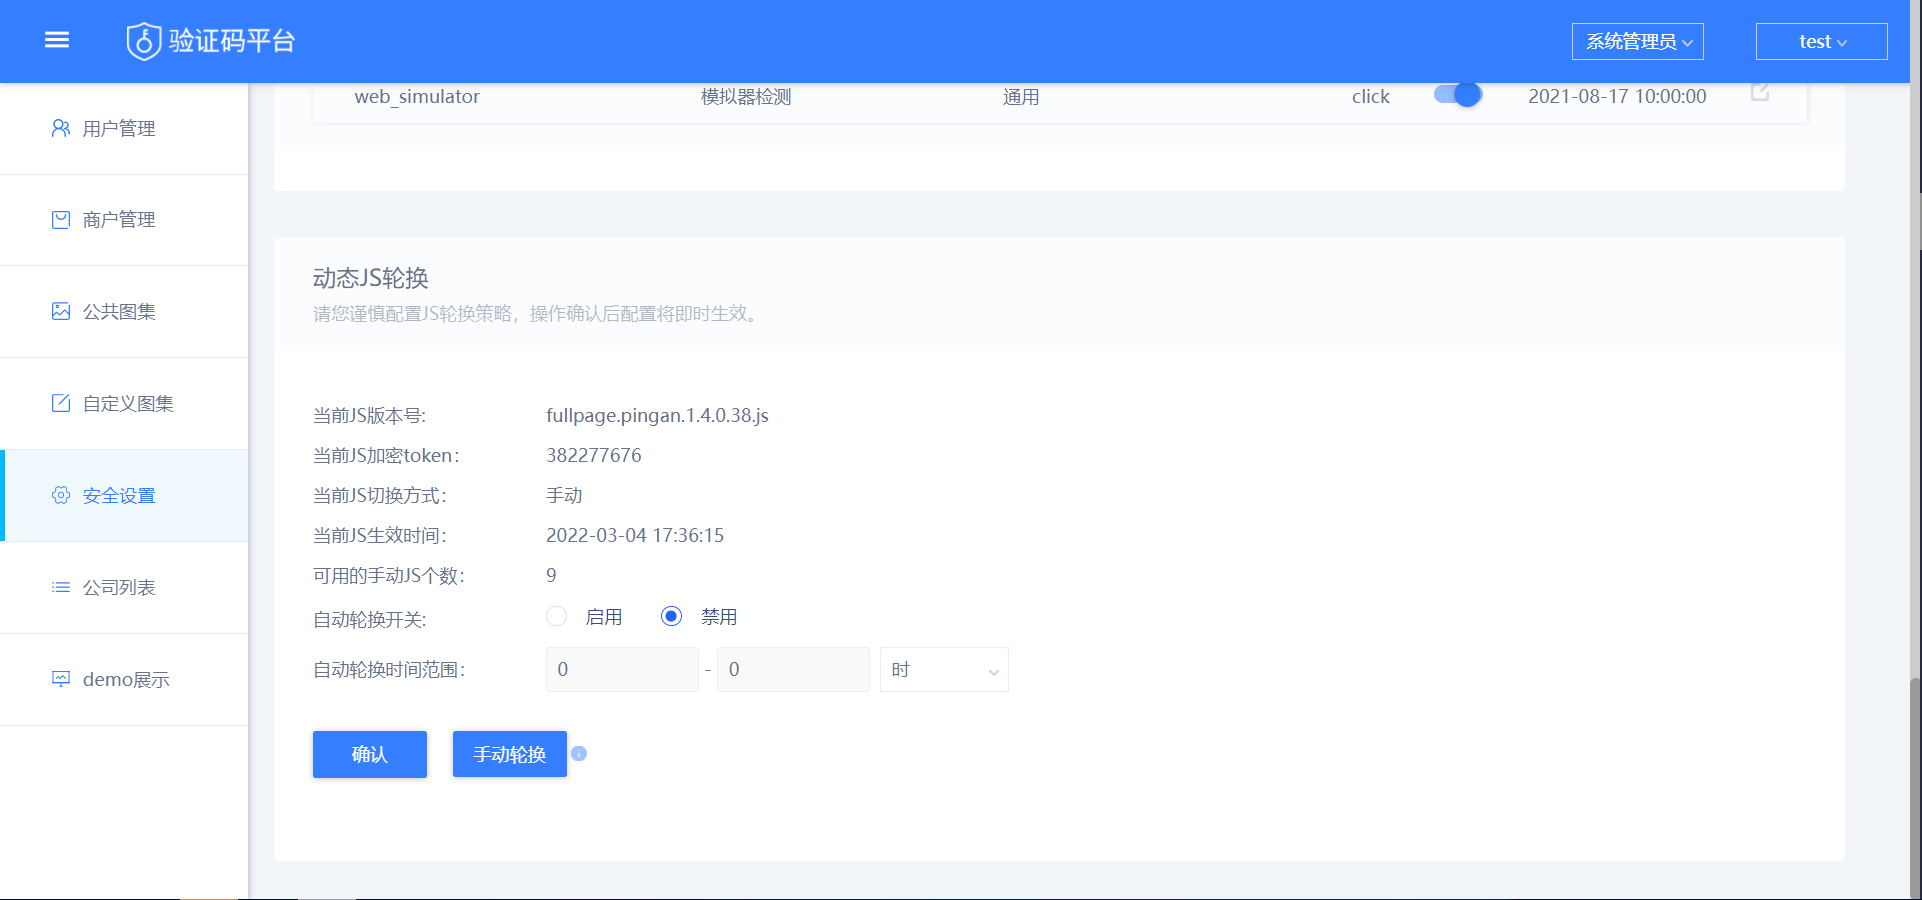 验证码平台
系统管理员
test
web_simulator 模拟器检测 通用 click 2021-08-17 10:00:00
用户管理
商户管理
公共图集
自定义图集
安全设置
公司列表
demo展示
动态JS轮换
请您谨慎配置JS轮换策略，操作确认后配置将即时生效。
当前JS版本号: fullpage.pingan.1.4.0.38.js
当前JS加密token： 382277676
当前JS切换方式： 手动
当前JS生效时间： 2022-03-04 17:36:15
可用的手动JS个数： 9
自动轮换开关: 启用 禁用
自动轮换时间范围： 0 - 0 时
确认 手动轮换